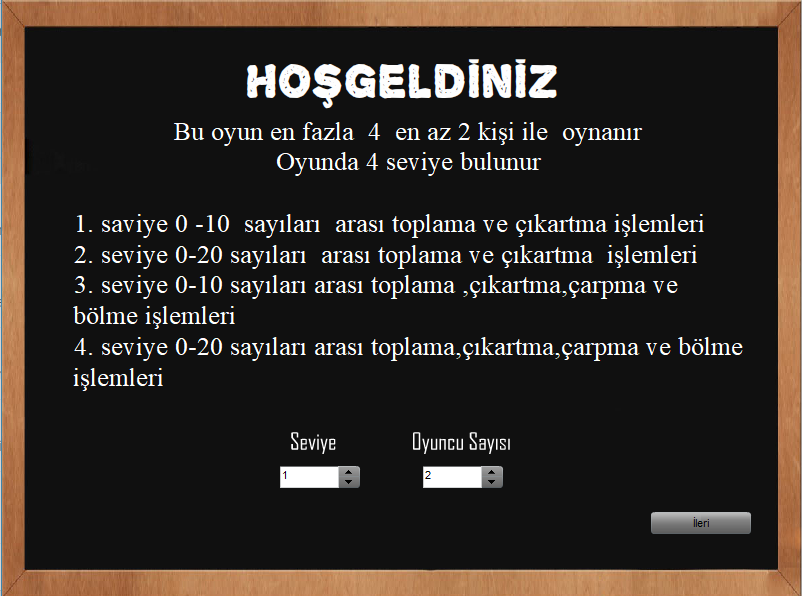 HOŞGELDİNİZ
Bu oyun en fazla 4 en az 2 kişi ile oynanır
Oyunda 4 seviye bulunur
1. saviye 0 -10 sayıları arası toplama ve çıkartma işlemleri
2. seviye 0-20 sayıları arası toplama ve çıkartma işlemleri
3. seviye 0-10 sayıları arası toplama ,çıkartma,çarpma ve
bölme işlemleri
4. seviye 0-20 sayıları arası toplama,çıkartma,çarpma ve bölme
işlemleri
Seviye Oyuncu Sayısı
1 2
İleri